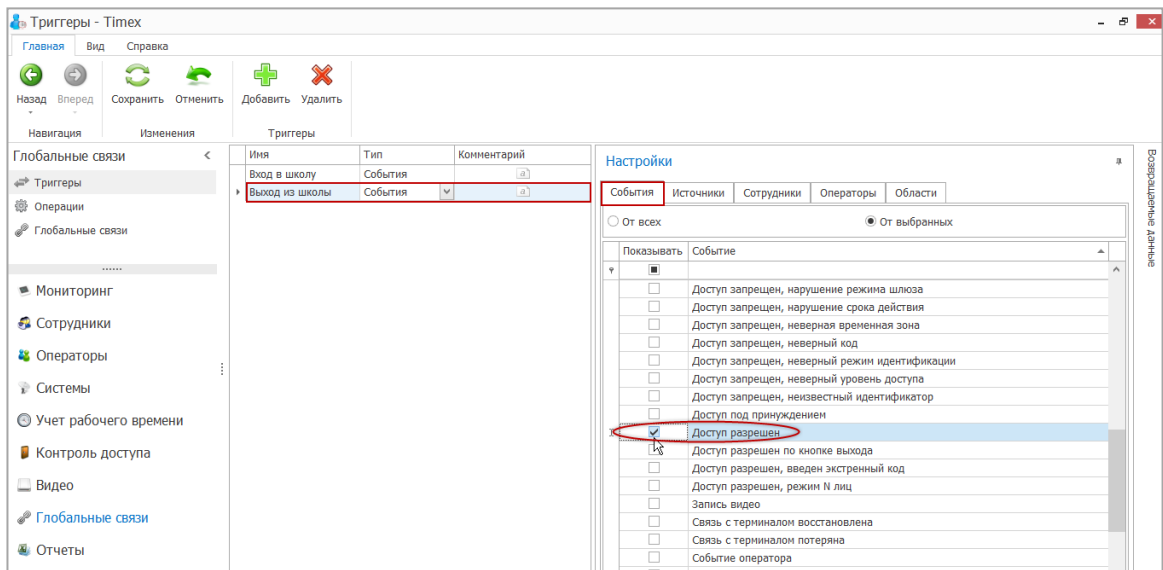 Триггеры - Timex
Главная Вид Справка
Назад Вперед Сохранить Отменить Добавить Удалить
Навигация Изменения Триггеры
Глобальные связи
Триггеры
Операции
Глобальные связи
Мониторинг
Сотрудники
Операторы
Системы
Учет рабочего времени
Контроль доступа
Видео
Глобальные связи
Отчеты
Имя Тип Комментарий
Вход в школу События a
Выход из школы События a
Настройки
События Источники Сотрудники Операторы Области
От всех От выбранных
Показывать Событие
Доступ запрещен, нарушение режима шлюза
Доступ запрещен, нарушение срока действия
Доступ запрещен, неверная временная зона
Доступ запрещен, неверный код
Доступ запрещен, неверный режим идентификации
Доступ запрещен, неверный уровень доступа
Доступ запрещен, неизвестный идентификатор
Доступ под принуждением
Доступ разрешен
Доступ разрешен по кнопке выхода
Доступ разрешен, введен экстренный код
Доступ разрешен, режим N лиц
Запись видео
Связь с терминалом восстановлена
Связь с терминалом потеряна
Событие оператора
Возвращаемые данные